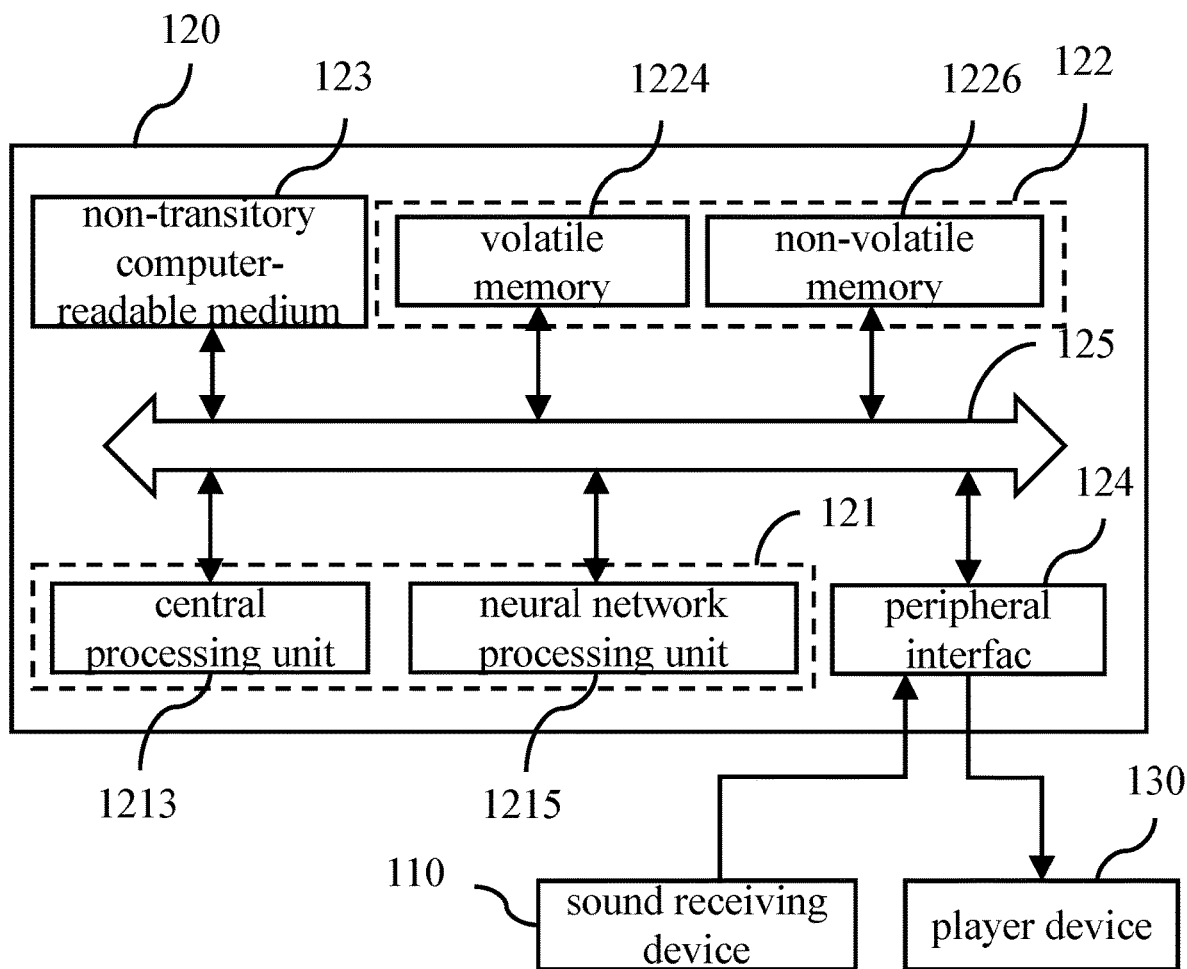 120
123
1224
1226
122
non-transitory
computer-
readable medium
volatile
memory
non-volatile
memory
125
124
121
central
processing unit
neural network
processing unit
peripheral
interfac
1213
1215
130
110
sound receiving
device
player device